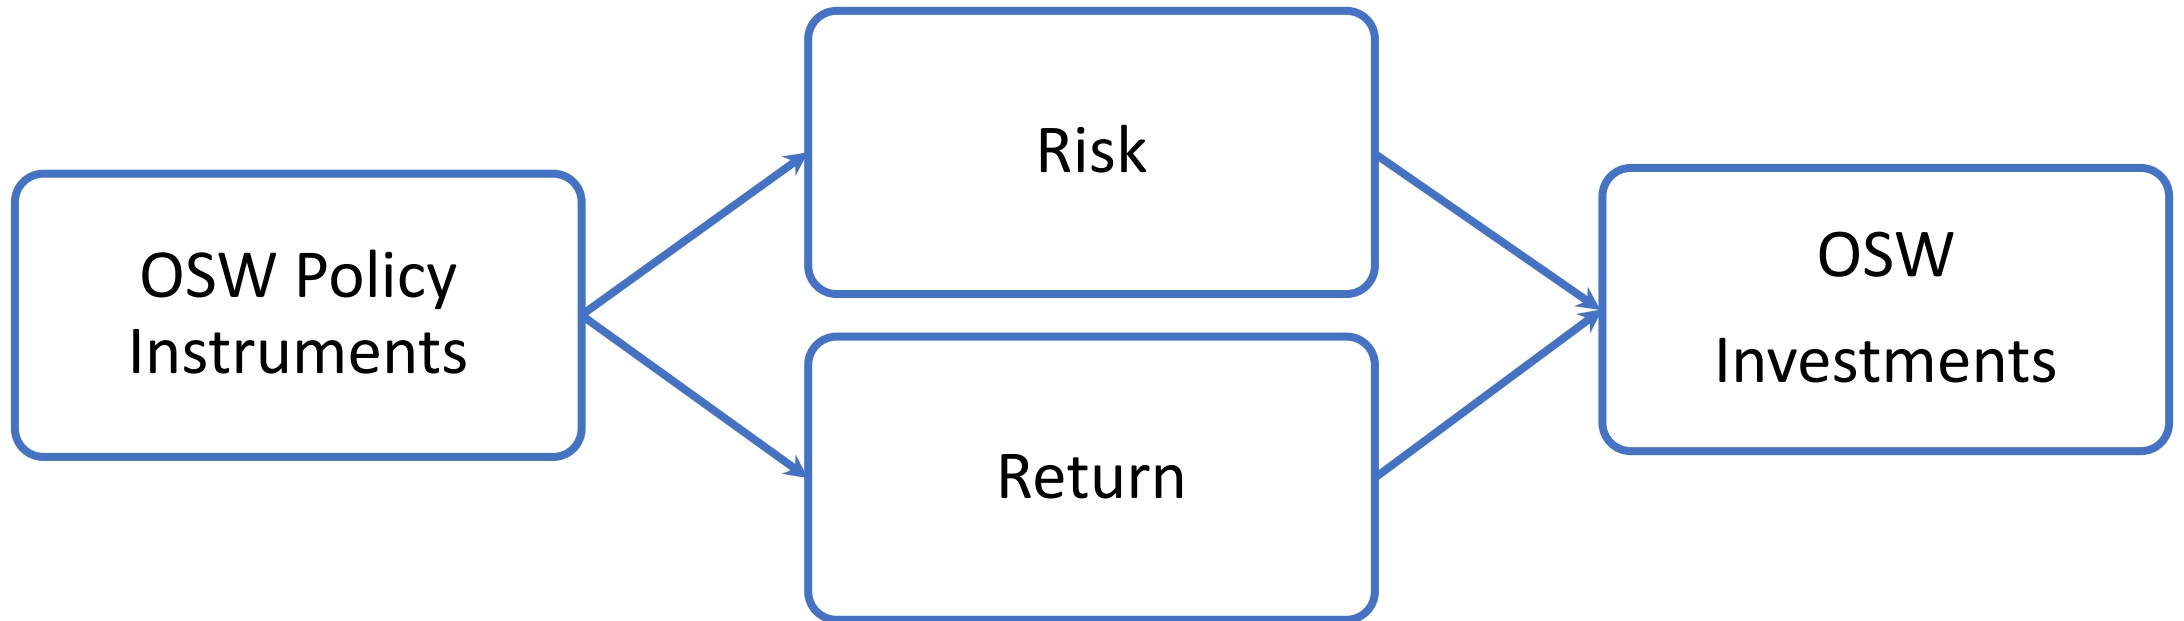 OSW Policy
Instruments
Risk
Return
OSW
Investments